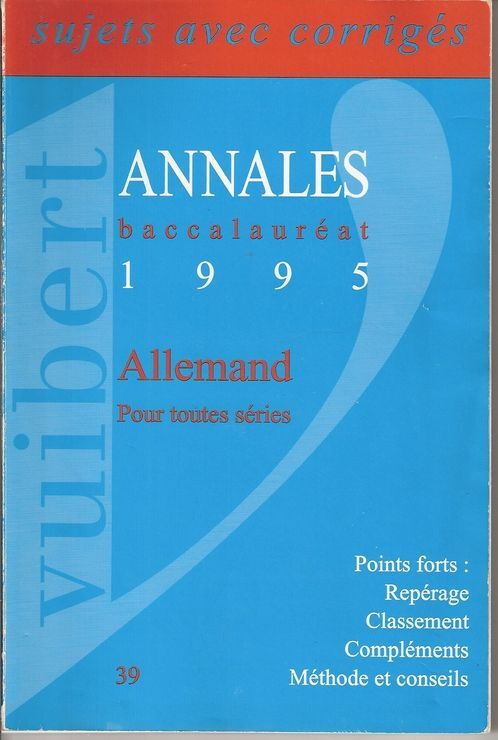 sujets avec corrigés
vuibert
ANNALES
baccalauréat
1995
Allemand
Pour toutes séries
Points forts :
Repérage
Classement
Compléments
Méthode et conseils
39